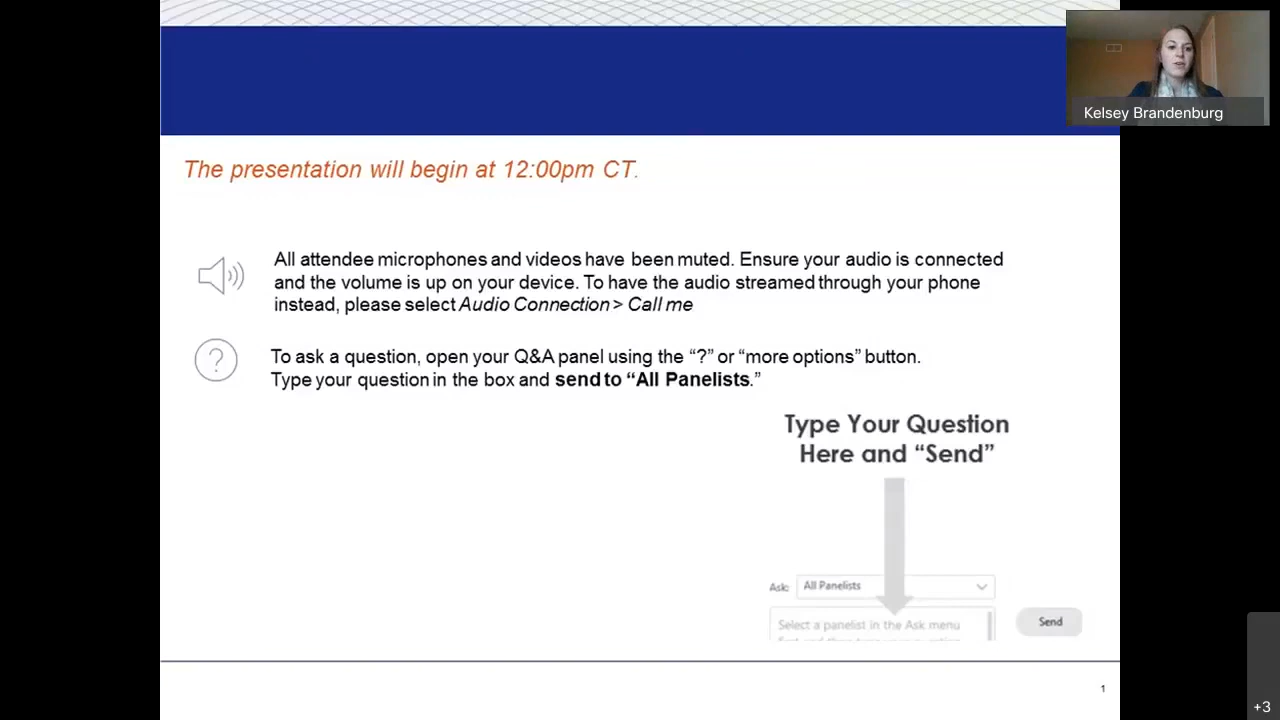 Kelsey Brandenburg
The presentation will begin at 12:00pm CT.
All attendee microphones and videos have been muted. Ensure your audio is connected
and the volume is up on your device. To have the audio streamed through your phone
instead, please select Audio Connection > Call me
?
To ask a question, open your Q&A panel using the “?” or “more options” button.
Type your question in the box and send to “All Panelists.”
Type Your Question
Here and “Send”
Ask: All Panelists
Select a panelist in the Ask menu
Send
1
+3